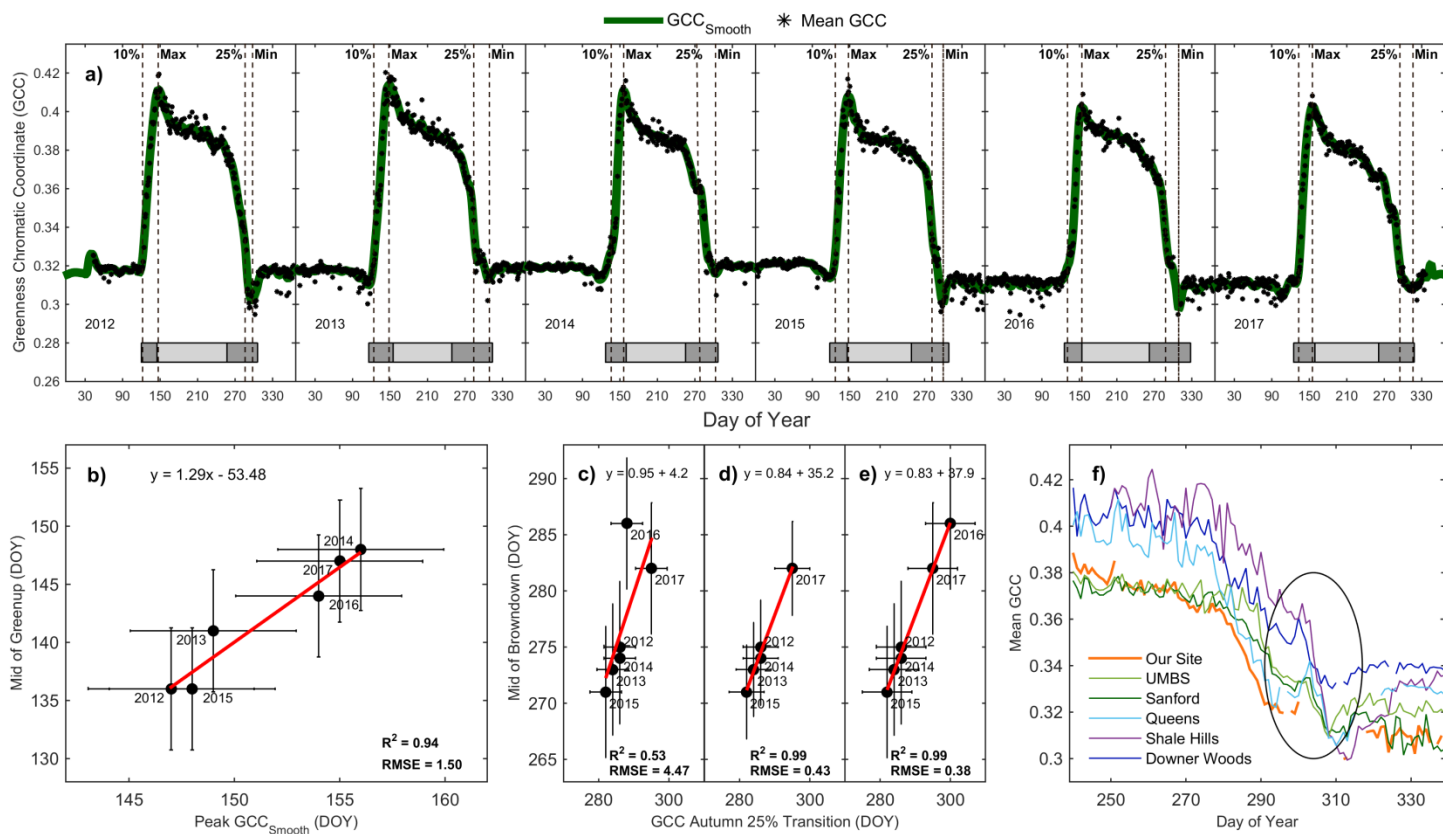 GCC_Smooth Mean GCC
10% Max 25% Min 10% Max 25% Min 10% Max 25% Min 10% Max 25% Min 10% Max 25% Min 10% Max 25% Min
a)
Greenness Chromatic Coordinate (GCC)
0.42
0.4
0.38
0.36
0.34
0.32
0.3
0.28
0.26
2012 2013 2014 2015 2016 2017
30 90 150 210 270 30 90 150 210 270 30 90 150 210 270 30 90 150 210 270 30 90 150 210 270 30 90 150 210 270
Day of Year
b)
y = 1.29x - 53.48
Mid of Greenup (DOY)
155
150
145
140
135
130
2014
2017
2016
2013
2012 2015
R² = 0.94
RMSE = 1.50
145 150 155 160
Peak GCC_Smooth (DOY)
c) d) e)
y = 0.95 + 4.2 y = 0.84 + 35.2 y = 0.83 + 37.9
Mid of Browndown (DOY)
290
285
280
275
270
265
2016
2017
2012
2014
2013
2015
R² = 0.53
RMSE = 4.47
2017
2012
2014
2013
2015
R² = 0.99
RMSE = 0.43
2016
2017
2012
2014
2013
2015
R² = 0.99
RMSE = 0.38
280 300 280 300 280 300
GCC Autumn 25% Transition (DOY)
f)
Mean GCC
0.42
0.4
0.38
0.36
0.34
0.32
0.3
Our Site
UMBS
Sanford
Queens
Shale Hills
Downer Woods
250 270 290 310 330
Day of Year